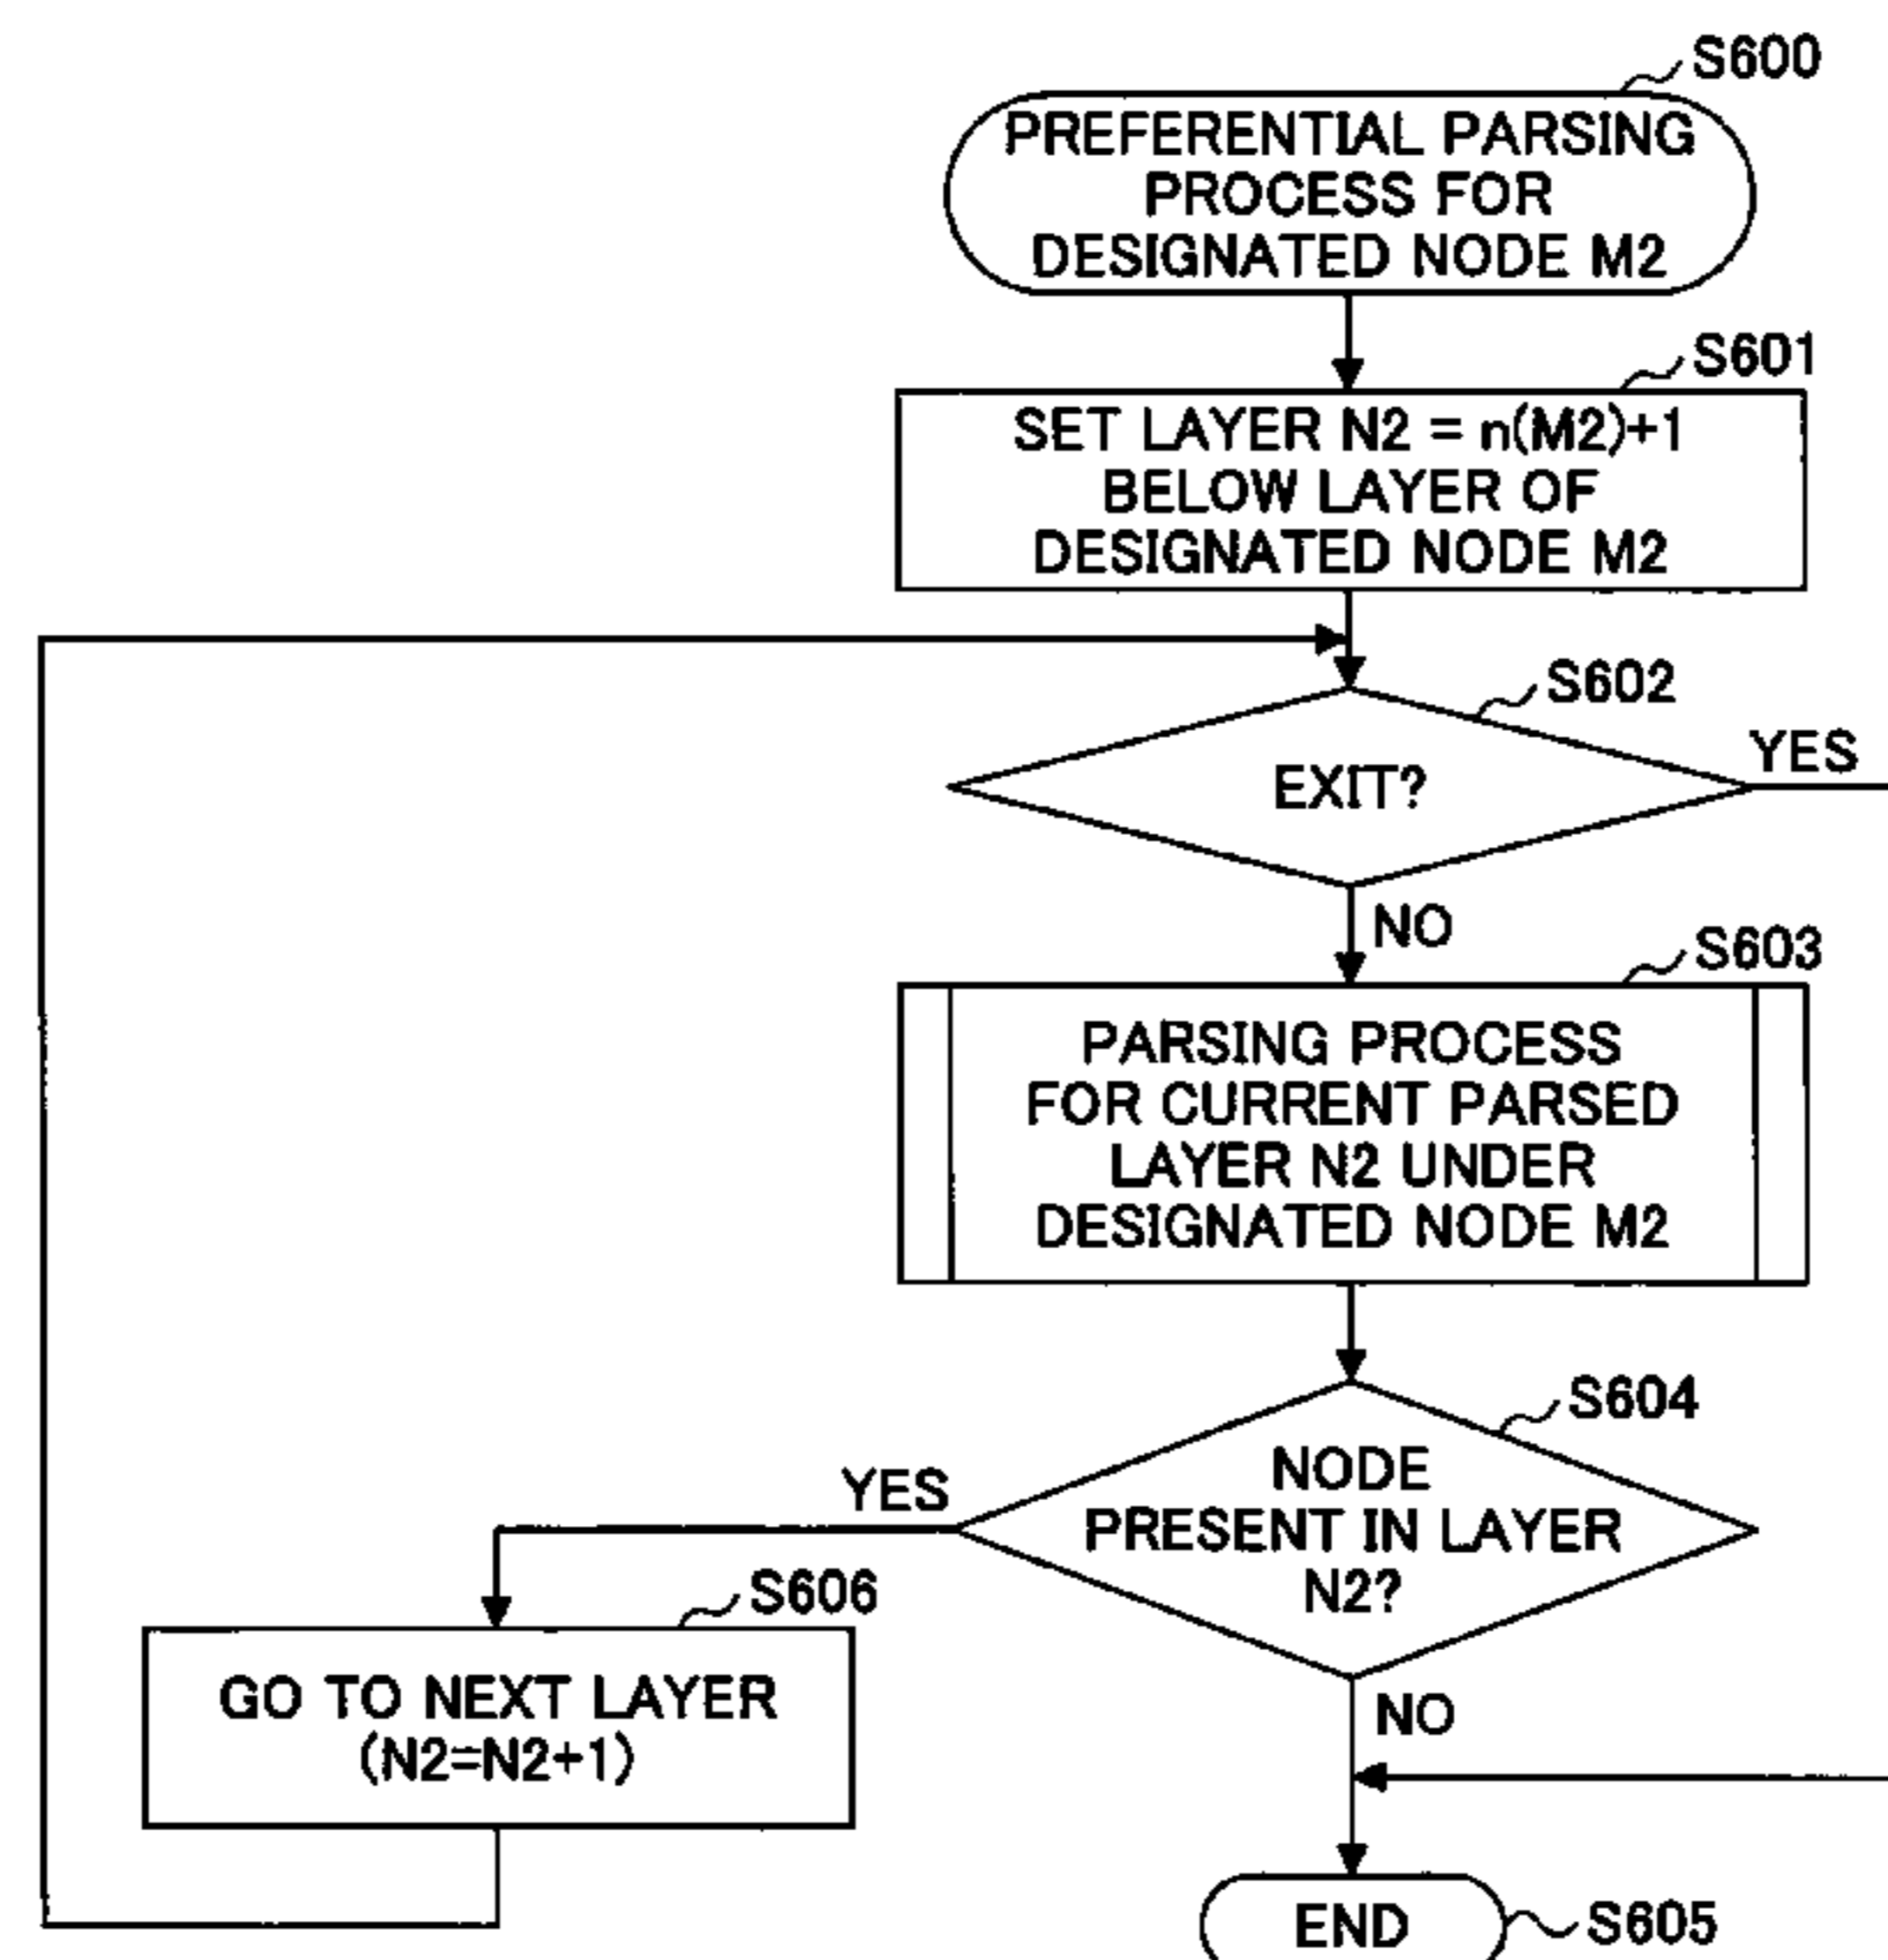 S600
PREFERENTIAL PARSING
PROCESS FOR
DESIGNATED NODE M2
S601
SET LAYER N2 = n(M2)+1
BELOW LAYER OF
DESIGNATED NODE M2
S602
EXIT?
YES
NO
S603
PARSING PROCESS
FOR CURRENT PARSED
LAYER N2 UNDER
DESIGNATED NODE M2
S604
NODE
PRESENT IN LAYER
N2?
YES
S606
GO TO NEXT LAYER
(N2=N2+1)
NO
END
S605